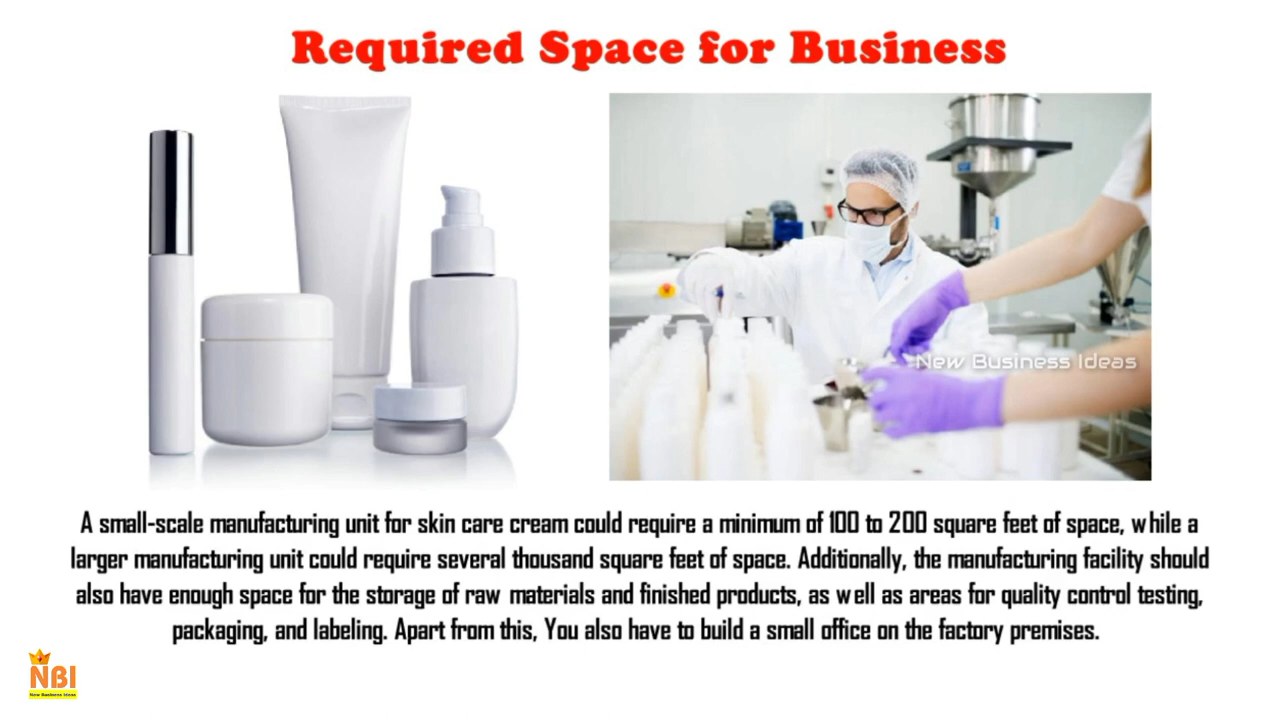 Required Space for Business
New Business Ideas
A small-scale manufacturing unit for skin care cream could require a minimum of 100 to 200 square feet of space, while a
larger manufacturing unit could require several thousand square feet of space. Additionally, the manufacturing facility should
also have enough space for the storage of raw materials and finished products, as well as areas for quality control testing,
packaging, and labeling. Apart from this, You also have to build a small office on the factory premises.
NBI
New Business Ideas